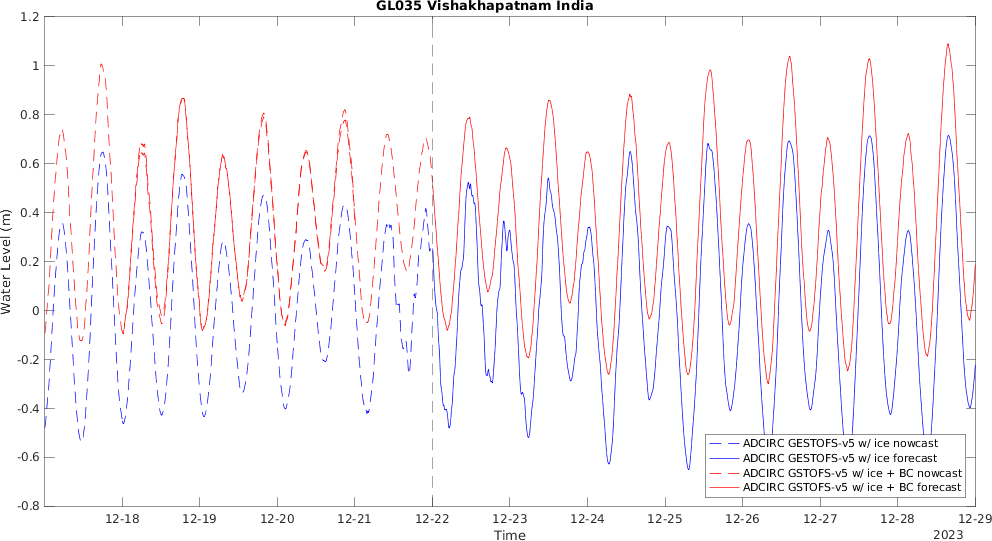 GL035 Vishakhapatnam India
1.2
1
0.8
0.6
0.4
0.2
0
-0.2
-0.4
-0.6
-0.8
Water Level (m)
ADCIRC GESTOFS-v5 w/ ice nowcast
ADCIRC GESTOFS-v5 w/ ice forecast
ADCIRC GSTOFS-v5 w/ ice + BC nowcast
ADCIRC GSTOFS-v5 w/ ice + BC forecast
12-18 12-19 12-20 12-21 12-22 12-23 12-24 12-25 12-26 12-27 12-28 12-29
Time
2023